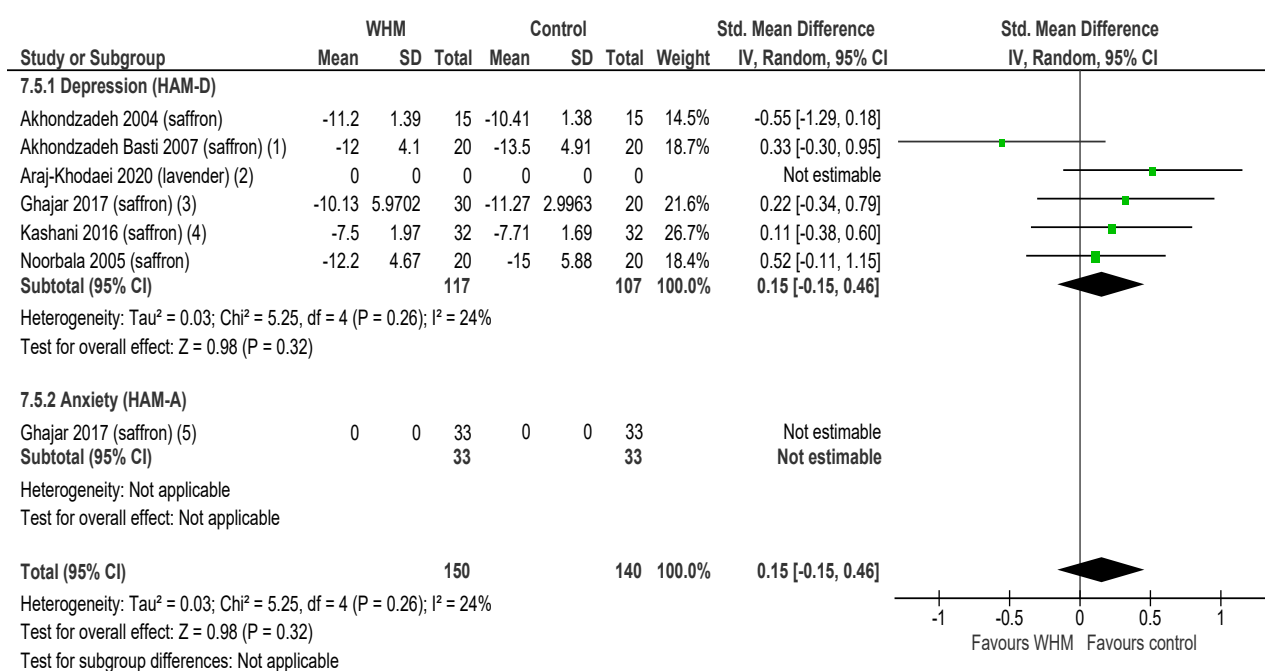 WHM Control Std. Mean Difference Std. Mean Difference
Study or Subgroup Mean SD Total Mean SD Total Weight IV, Random, 95% CI IV, Random, 95% CI
7.5.1 Depression (HAM-D)
Akhondzadeh 2004 (saffron) -11.2 1.39 15 -10.41 1.38 15 14.5% -0.55 [-1.29, 0.18]
Akhondzadeh Basti 2007 (saffron) (1) -12 4.1 20 -13.5 4.91 20 18.7% 0.33 [-0.30, 0.95]
Araj-Khodaei 2020 (lavender) (2) 0 0 0 0 0 0 Not estimable
Ghajar 2017 (saffron) (3) -10.13 5.9702 30 -11.27 2.9963 20 21.6% 0.22 [-0.34, 0.79]
Kashani 2016 (saffron) (4) -7.5 1.97 32 -7.71 1.69 32 26.7% 0.11 [-0.38, 0.60]
Noorbala 2005 (saffron) -12.2 4.67 20 -15 5.88 20 18.4% 0.52 [-0.11, 1.15]
Subtotal (95% CI) 117 107 100.0% 0.15 [-0.15, 0.46]
Heterogeneity: Tau² = 0.03; Chi² = 5.25, df = 4 (P = 0.26); I² = 24%
Test for overall effect: Z = 0.98 (P = 0.32)
7.5.2 Anxiety (HAM-A)
Ghajar 2017 (saffron) (5) 0 0 33 0 0 33 Not estimable
Subtotal (95% CI) 33 33 Not estimable
Heterogeneity: Not applicable
Test for overall effect: Not applicable
Total (95% CI) 150 140 100.0% 0.15 [-0.15, 0.46]
Heterogeneity: Tau² = 0.03; Chi² = 5.25, df = 4 (P = 0.26); I² = 24%
Test for overall effect: Z = 0.98 (P = 0.32)
Test for subgroup differences: Not applicable
-1 -0.5 0 0.5 1
Favours WHM Favours control